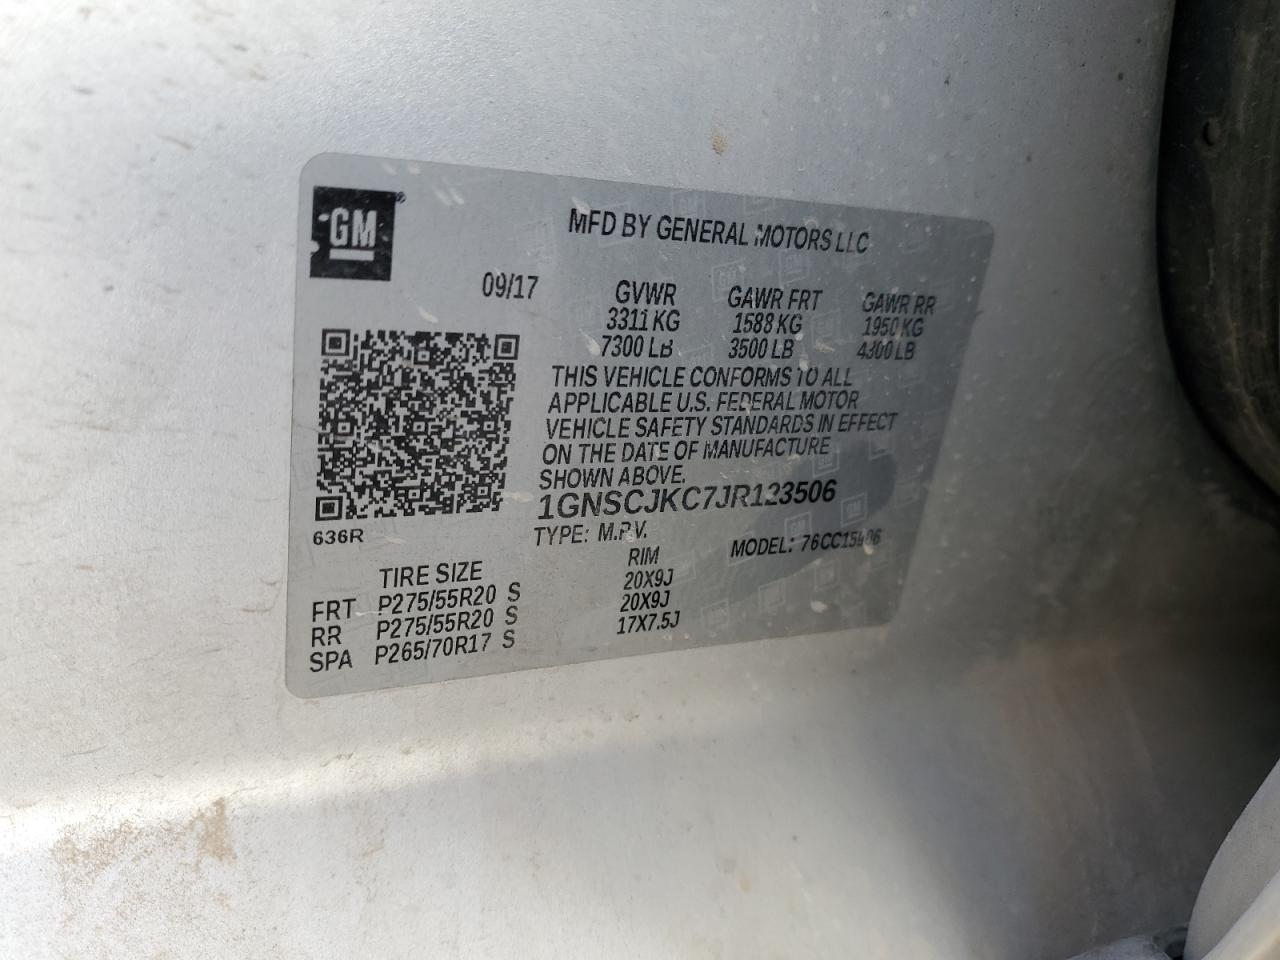 GM ®
MFD BY GENERAL MOTORS LLC
09/17
GVWR GAWR FRT GAWR RR
3311 KG 1588 KG 1950 KG
7300 LB 3500 LB 4300 LB
THIS VEHICLE CONFORMS TO ALL
APPLICABLE U.S. FEDERAL MOTOR
VEHICLE SAFETY STANDARDS IN EFFECT
ON THE DATE OF MANUFACTURE
SHOWN ABOVE.
1GNSCJKC7JR123506
636R
TYPE: M.P.V. MODEL: 76CC15906
TIRE SIZE RIM
FRT P275/55R20 S 20X9J
RR P275/55R20 S 20X9J
SPA P265/70R17 S 17X7.5J